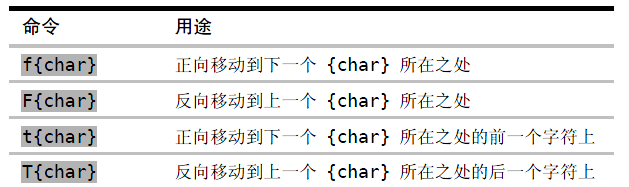 命令 用途
f{char} 正向移动到下一个 {char} 所在之处
F{char} 反向移动到上一个 {char} 所在之处
t{char} 正向移动到下一个 {char} 所在之处的前一个字符上
T{char} 反向移动到上一个 {char} 所在之处的后一个字符上